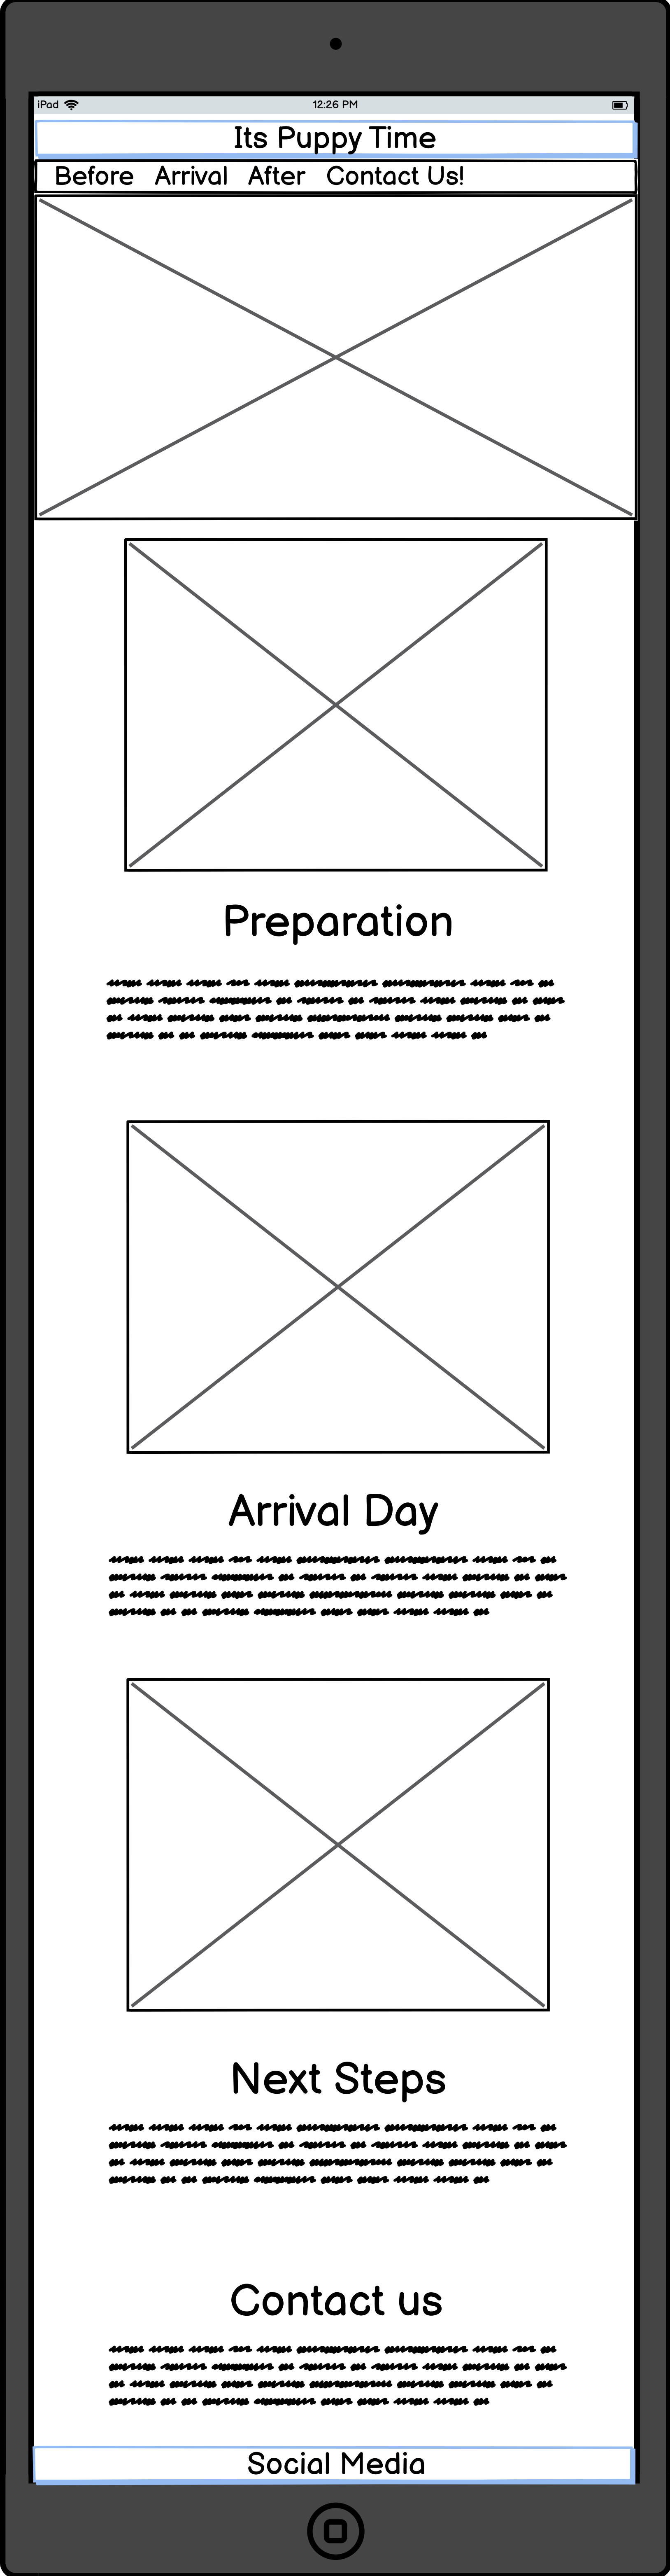 iPad 12:26 PM
Its Puppy Time
Before Arrival After Contact Us!
Preparation
Arrival Day
Next Steps
Contact us
Social Media